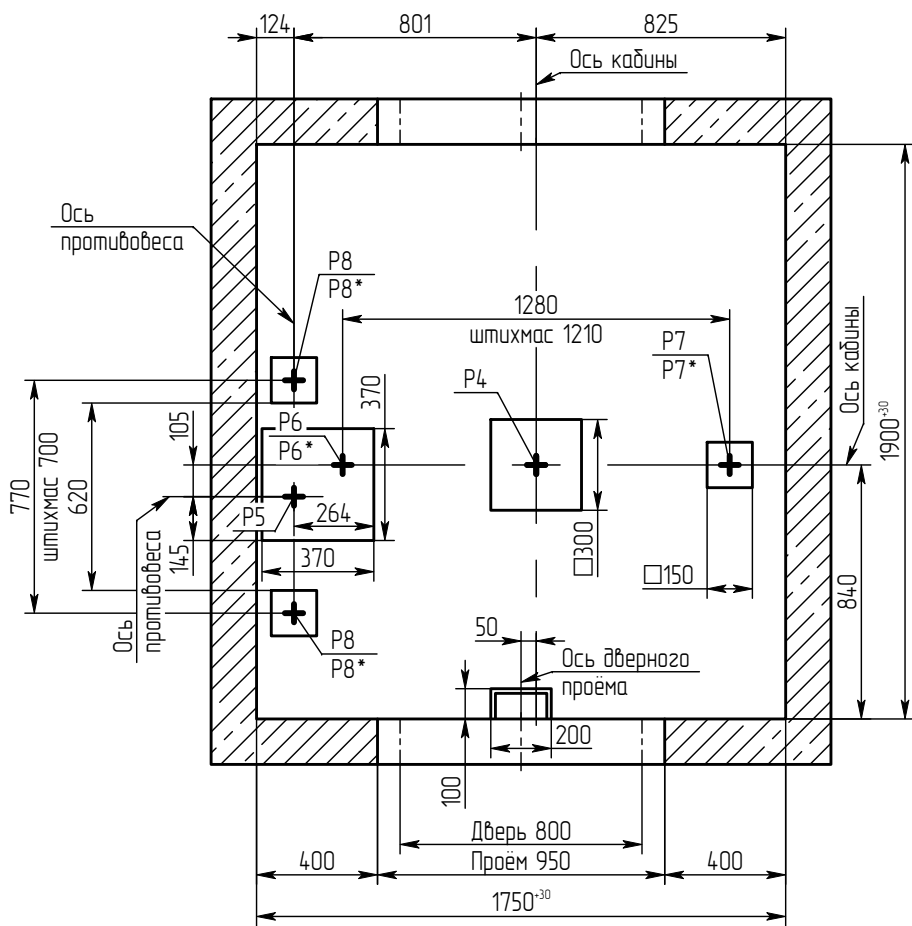 124
801
825
Ось кабины
Ось
противовеса
P8
P8*
1280
штихмас 1210
P7
P7*
Ось кабины
1900+30
P4
370
P6
P6*
105
770
штихмас 700
620
P5
264
145
370
Ось
противовеса
□300
□150
840
P8
P8*
50
Ось дверного
проёма
200
100
Дверь 800
400
Проём 950
400
1750+30